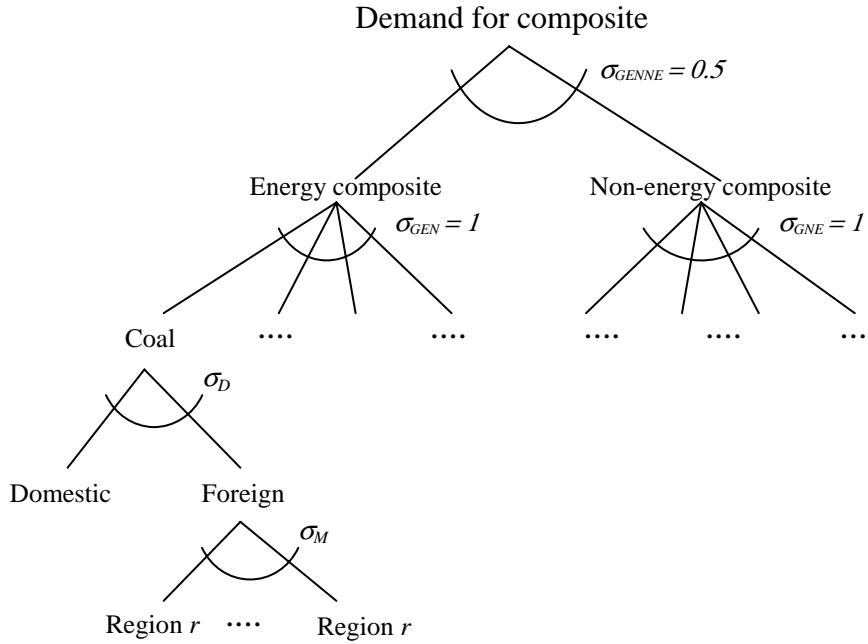 Demand for composite
σGENNE = 0.5
Energy composite
Non-energy composite
σGEN = 1
σGNE = 1
Coal
....
....
....
....
...
σD
Domestic
Foreign
σM
Region r
....
Region r